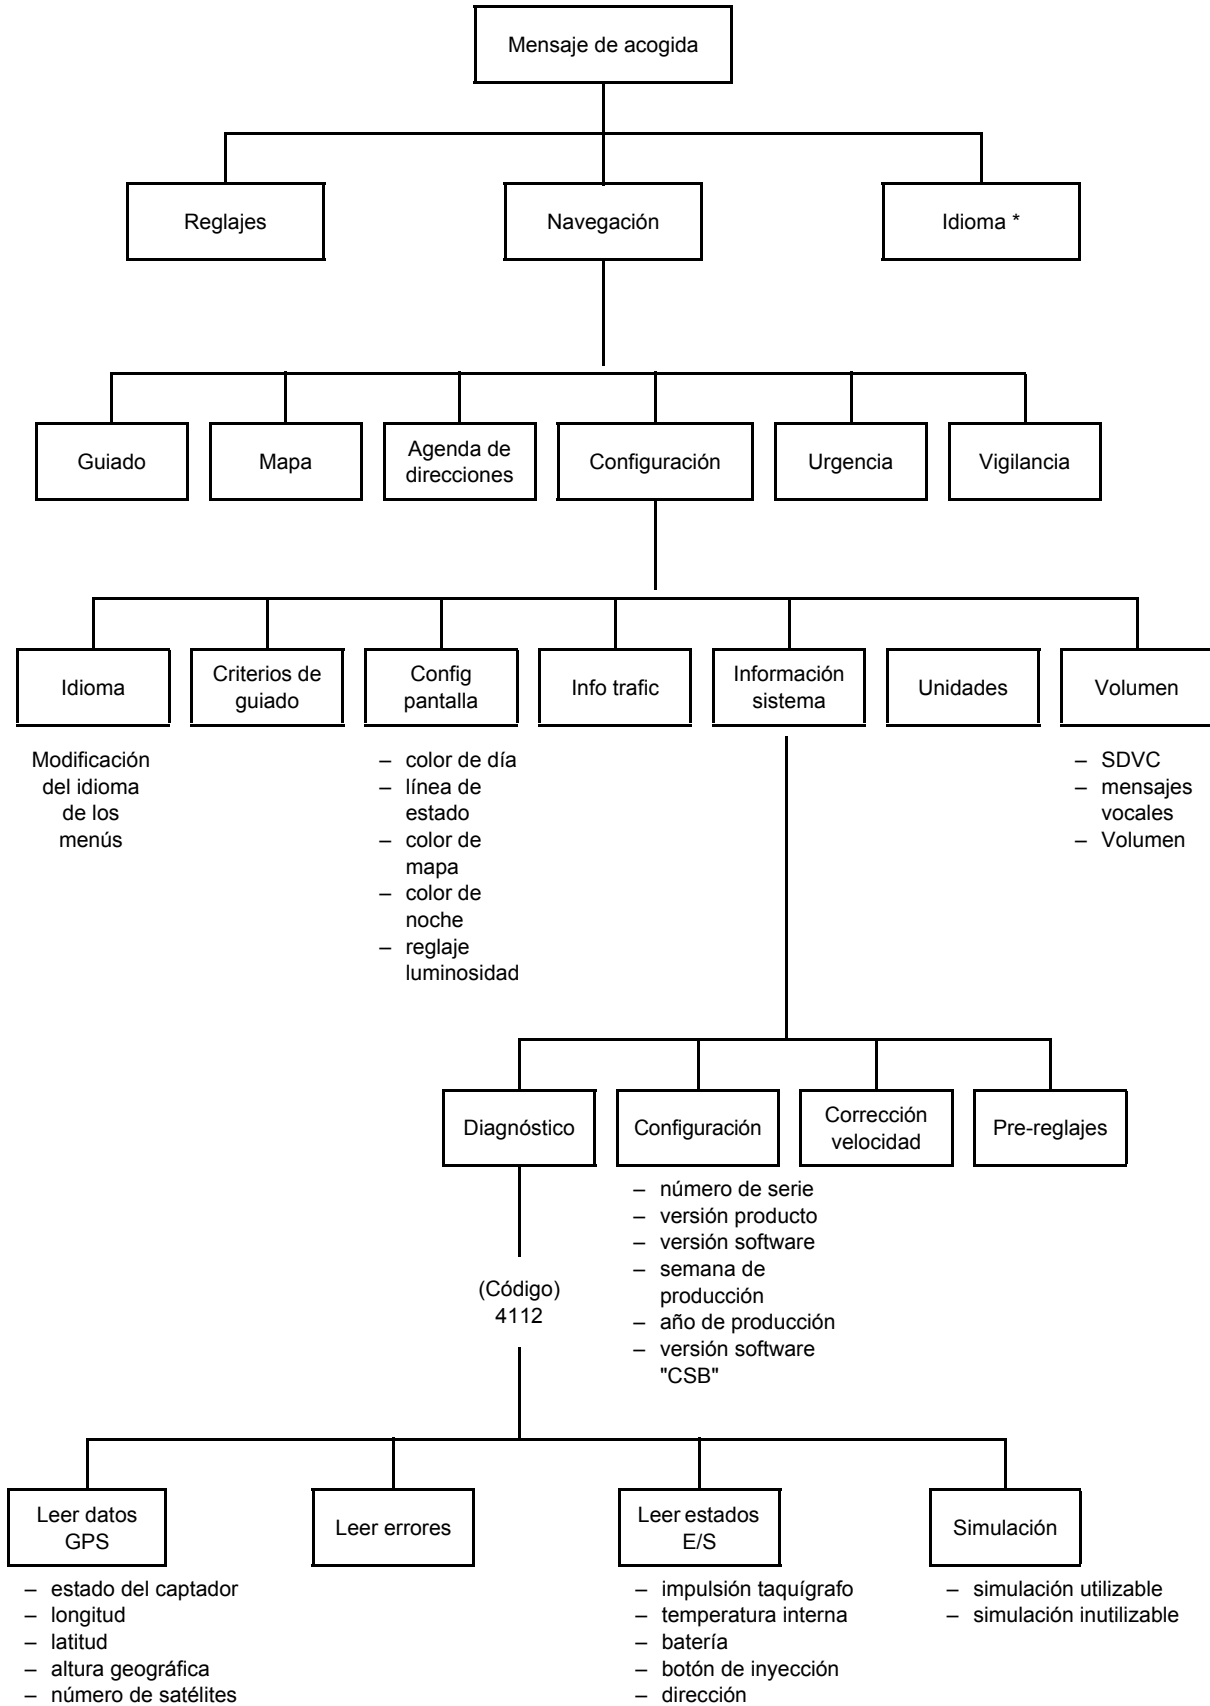 Mensaje de acogida
Reglajes
Navegación
Idioma *
Guiado
Mapa
Agenda de
direcciones
Configuración
Urgencia
Vigilancia
Idioma
Criterios de
guiado
Config
pantalla
Info trafic
Información
sistema
Unidades
Volumen
Modificación
del idioma
de los
menús
– color de día
– línea de
estado
– color de
mapa
– color de
noche
– reglaje
luminosidad
– SDVC
– mensajes
vocales
– Volumen
Diagnóstico
Configuración
Corrección
velocidad
Pre-reglajes
– número de serie
– versión producto
– versión software
– semana de
producción
– año de producción
– versión software
"CSB"
(Código)
4112
Leer datos
GPS
Leer errores
Leer estados
E/S
Simulación
– estado del captador
– longitud
– latitud
– altura geográfica
– número de satélites
– impulsión taquígrafo
– temperatura interna
– batería
– botón de inyección
– dirección
– simulación utilizable
– simulación inutilizable